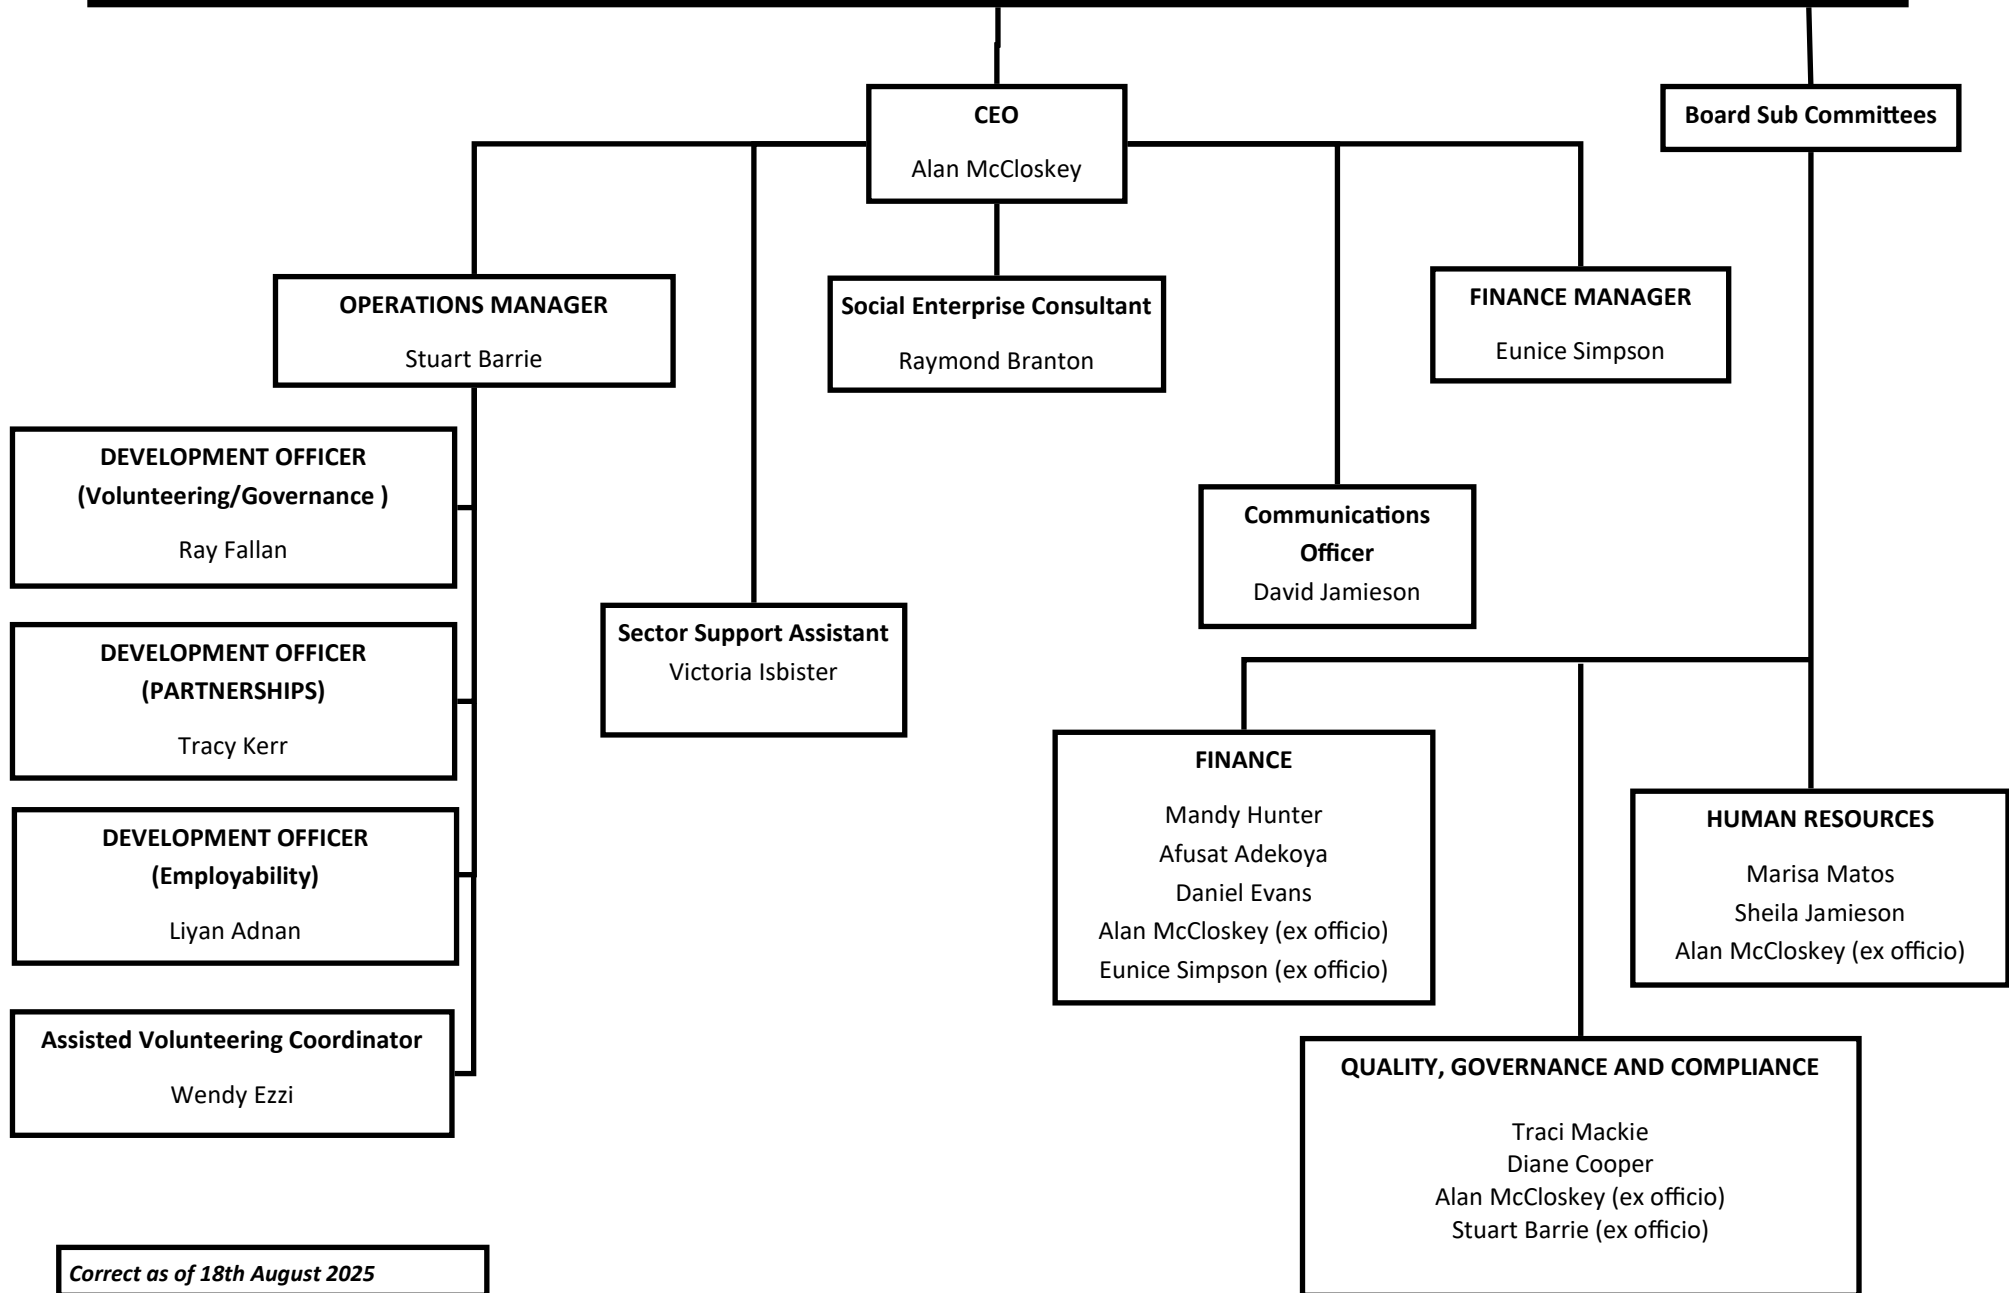 CEO
Alan McCloskey
Board Sub Committees
OPERATIONS MANAGER
Stuart Barrie
Social Enterprise Consultant
Raymond Branton
FINANCE MANAGER
Eunice Simpson
DEVELOPMENT OFFICER
(Volunteering/Governance )
Ray Fallan
DEVELOPMENT OFFICER
(PARTNERSHIPS)
Tracy Kerr
DEVELOPMENT OFFICER
(Employability)
Liyan Adnan
Assisted Volunteering Coordinator
Wendy Ezzi
Sector Support Assistant
Victoria Isbister
Communications
Officer
David Jamieson
FINANCE
Mandy Hunter
Afusat Adekoya
Daniel Evans
Alan McCloskey (ex officio)
Eunice Simpson (ex officio)
HUMAN RESOURCES
Marisa Matos
Sheila Jamieson
Alan McCloskey (ex officio)
QUALITY, GOVERNANCE AND COMPLIANCE
Traci Mackie
Diane Cooper
Alan McCloskey (ex officio)
Stuart Barrie (ex officio)
Correct as of 18th August 2025